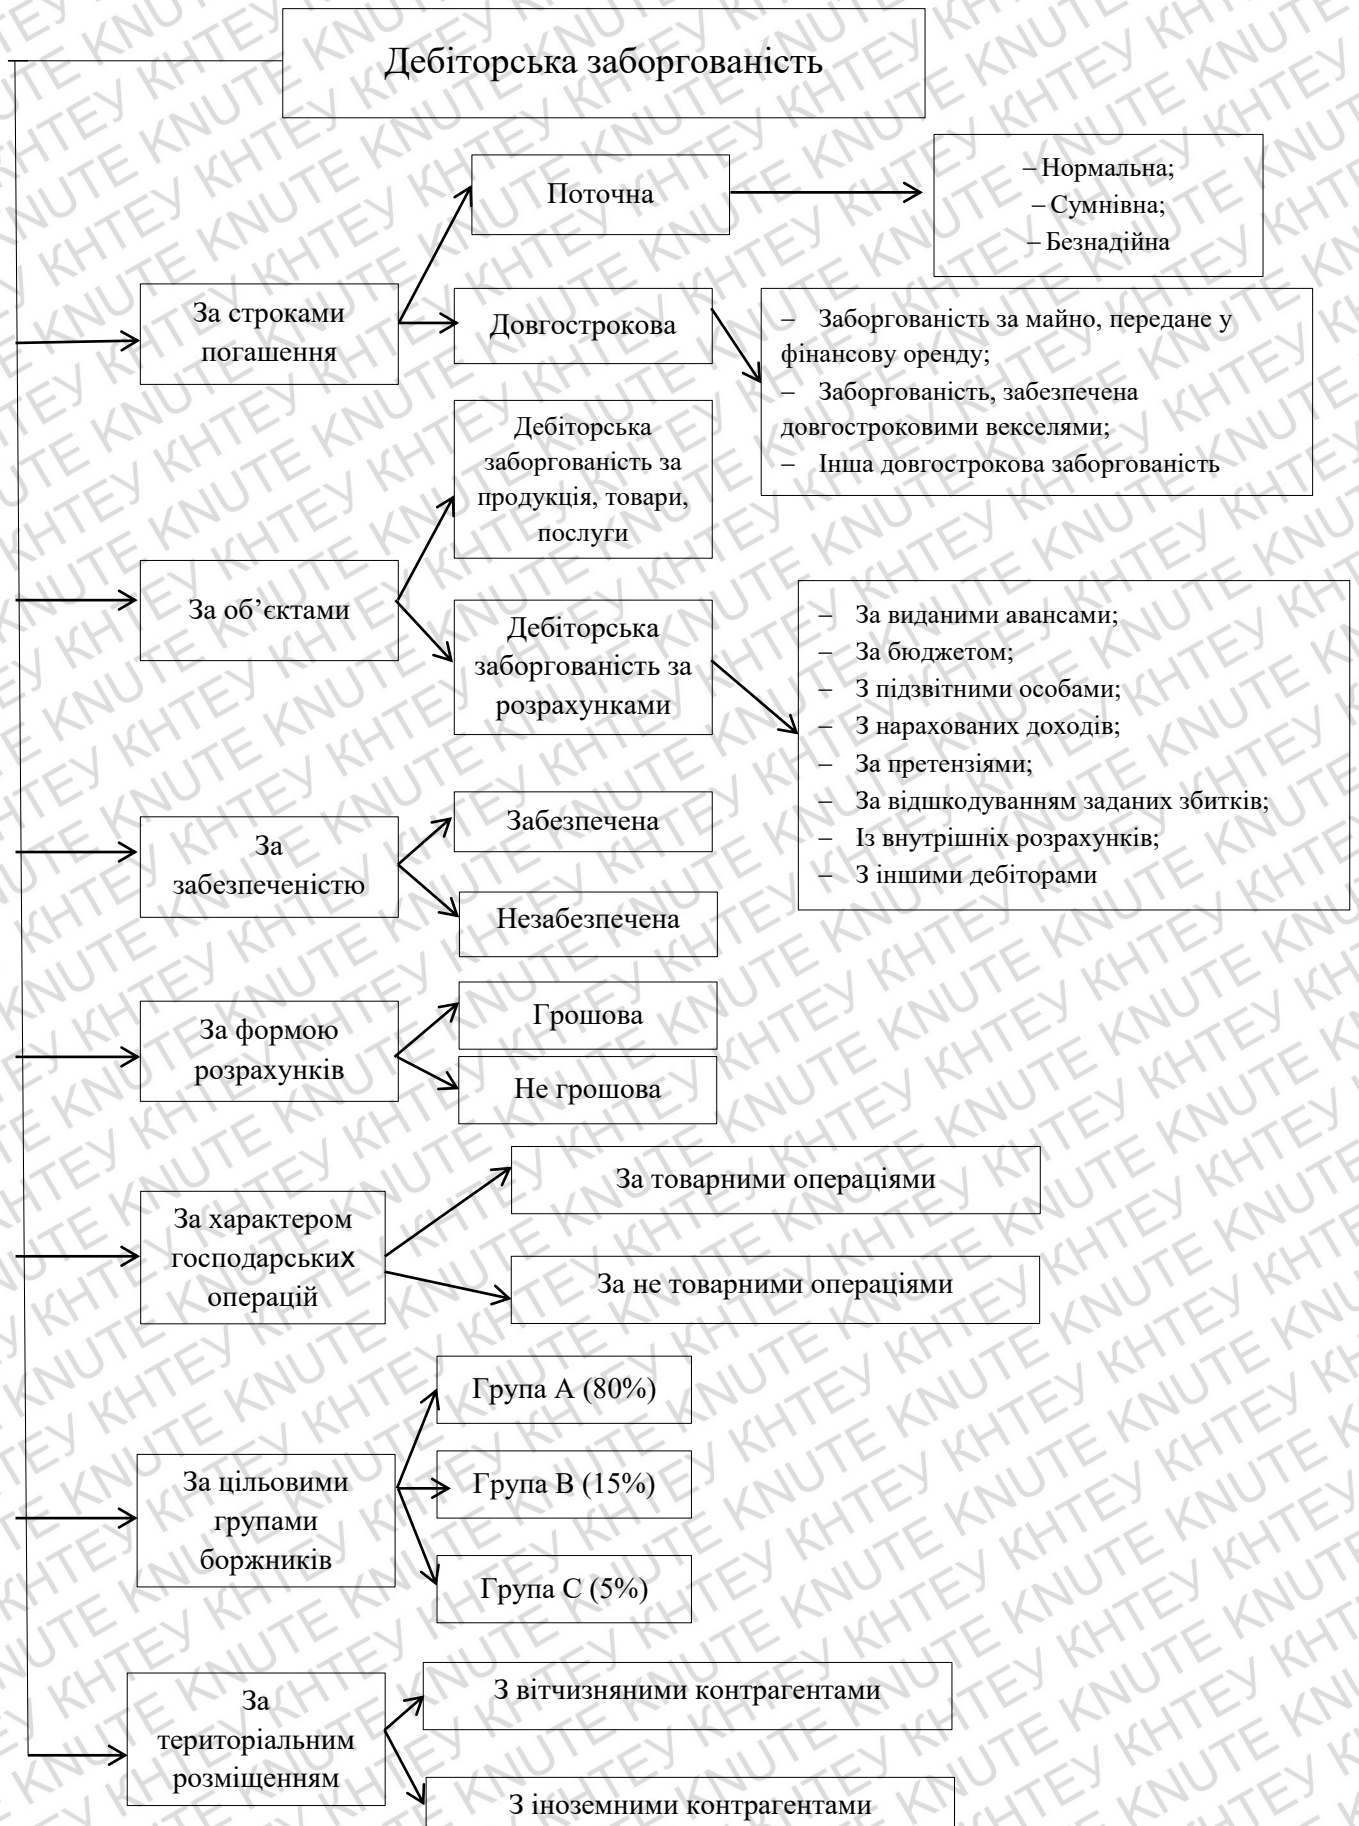 Дебіторська заборгованість
Поточна
– Нормальна;
– Сумнівна;
– Безнадійна
За строками
погашення
Довгострокова
– Заборгованість за майно, передане у
фінансову оренду;
– Заборгованість, забезпечена
довгостроковими векселями;
– Інша довгострокова заборгованість
Дебіторська
заборгованість за
продукція, товари,
послуги
За об’єктами
Дебіторська
заборгованість за
розрахунками
– За виданими авансами;
– За бюджетом;
– З підзвітними особами;
– З нарахованих доходів;
– За претензіями;
– За відшкодуванням заданих збитків;
– Із внутрішніх розрахунків;
– З іншими дебіторами
За
забезпеченістю
Забезпечена
Незабезпечена
За формою
розрахунків
Грошова
Не грошова
За характером
господарських
операцій
За товарними операціями
За не товарними операціями
За цільовими
групами
боржників
Група А (80%)
Група В (15%)
Група С (5%)
За
територіальним
розміщенням
З вітчизняними контрагентами
З іноземними контрагентами